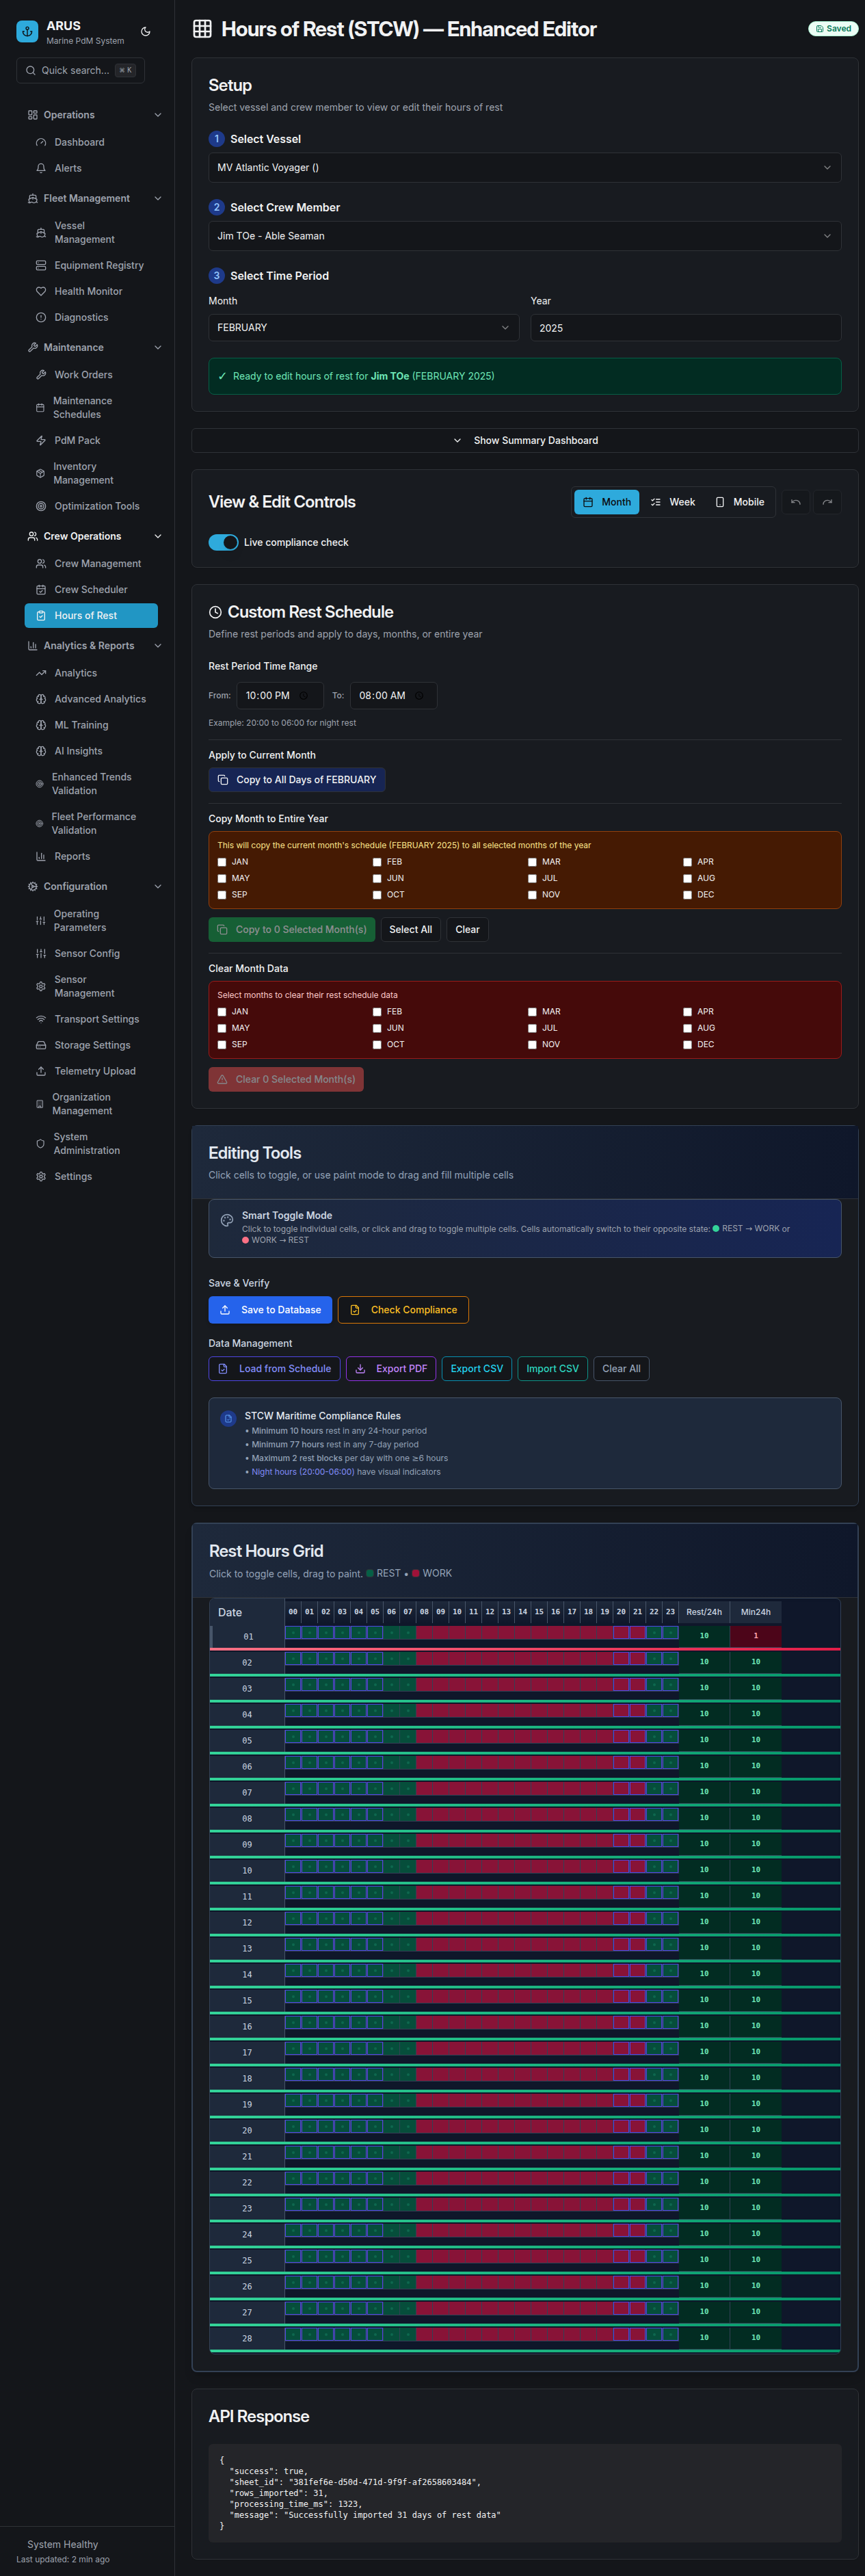 ARUS
Marine PdM System
Quick search... ⌘ K
Operations
Dashboard
Alerts
Fleet Management
Vessel
Management
Equipment Registry
Health Monitor
Diagnostics
Maintenance
Work Orders
Maintenance
Schedules
PdM Pack
Inventory
Management
Optimization Tools
Crew Operations
Crew Management
Crew Scheduler
Hours of Rest
Analytics & Reports
Analytics
Advanced Analytics
ML Training
AI Insights
Enhanced Trends
Validation
Fleet Performance
Validation
Reports
Configuration
Operating
Parameters
Sensor Config
Sensor
Management
Transport Settings
Storage Settings
Telemetry Upload
Organization
Management
System
Administration
Settings
System Healthy
Last updated: 2 min ago
Hours of Rest (STCW) — Enhanced Editor
Saved
Setup
Select vessel and crew member to view or edit their hours of rest
1 Select Vessel
MV Atlantic Voyager ()
2 Select Crew Member
Jim TOe - Able Seaman
3 Select Time Period
Month Year
FEBRUARY 2025
✓ Ready to edit hours of rest for Jim TOe (FEBRUARY 2025)
Show Summary Dashboard
View & Edit Controls
Month Week Mobile
Live compliance check
Custom Rest Schedule
Define rest periods and apply to days, months, or entire year
Rest Period Time Range
From: 10:00 PM To: 08:00 AM
Example: 20:00 to 06:00 for night rest
Apply to Current Month
Copy to All Days of FEBRUARY
Copy Month to Entire Year
This will copy the current month's schedule (FEBRUARY 2025) to all selected months of the year
JAN FEB MAR APR
MAY JUN JUL AUG
SEP OCT NOV DEC
Copy to 0 Selected Month(s) Select All Clear
Clear Month Data
Select months to clear their rest schedule data
JAN FEB MAR APR
MAY JUN JUL AUG
SEP OCT NOV DEC
Clear 0 Selected Month(s)
Editing Tools
Click cells to toggle, or use paint mode to drag and fill multiple cells
Smart Toggle Mode
Click to toggle individual cells, or click and drag to toggle multiple cells. Cells automatically switch to their opposite state: REST → WORK or
WORK → REST
Save & Verify
Save to Database Check Compliance
Data Management
Load from Schedule Export PDF Export CSV Import CSV Clear All
STCW Maritime Compliance Rules
• Minimum 10 hours rest in any 24-hour period
• Minimum 77 hours rest in any 7-day period
• Maximum 2 rest blocks per day with one ≥6 hours
• Night hours (20:00-06:00) have visual indicators
Rest Hours Grid
Click to toggle cells, drag to paint. REST • WORK
Date 00 01 02 03 04 05 06 07 08 09 10 11 12 13 14 15 16 17 18 19 20 21 22 23 Rest/24h Min24h
01 10 1
02 10 10
03 10 10
04 10 10
05 10 10
06 10 10
07 10 10
08 10 10
09 10 10
10 10 10
11 10 10
12 10 10
13 10 10
14 10 10
15 10 10
16 10 10
17 10 10
18 10 10
19 10 10
20 10 10
21 10 10
22 10 10
23 10 10
24 10 10
25 10 10
26 10 10
27 10 10
28 10 10
API Response
{
"success": true,
"sheet_id": "381fef6e-d50d-471d-9f9f-af2658603484",
"rows_imported": 31,
"processing_time_ms": 1323,
"message": "Successfully imported 31 days of rest data"
}